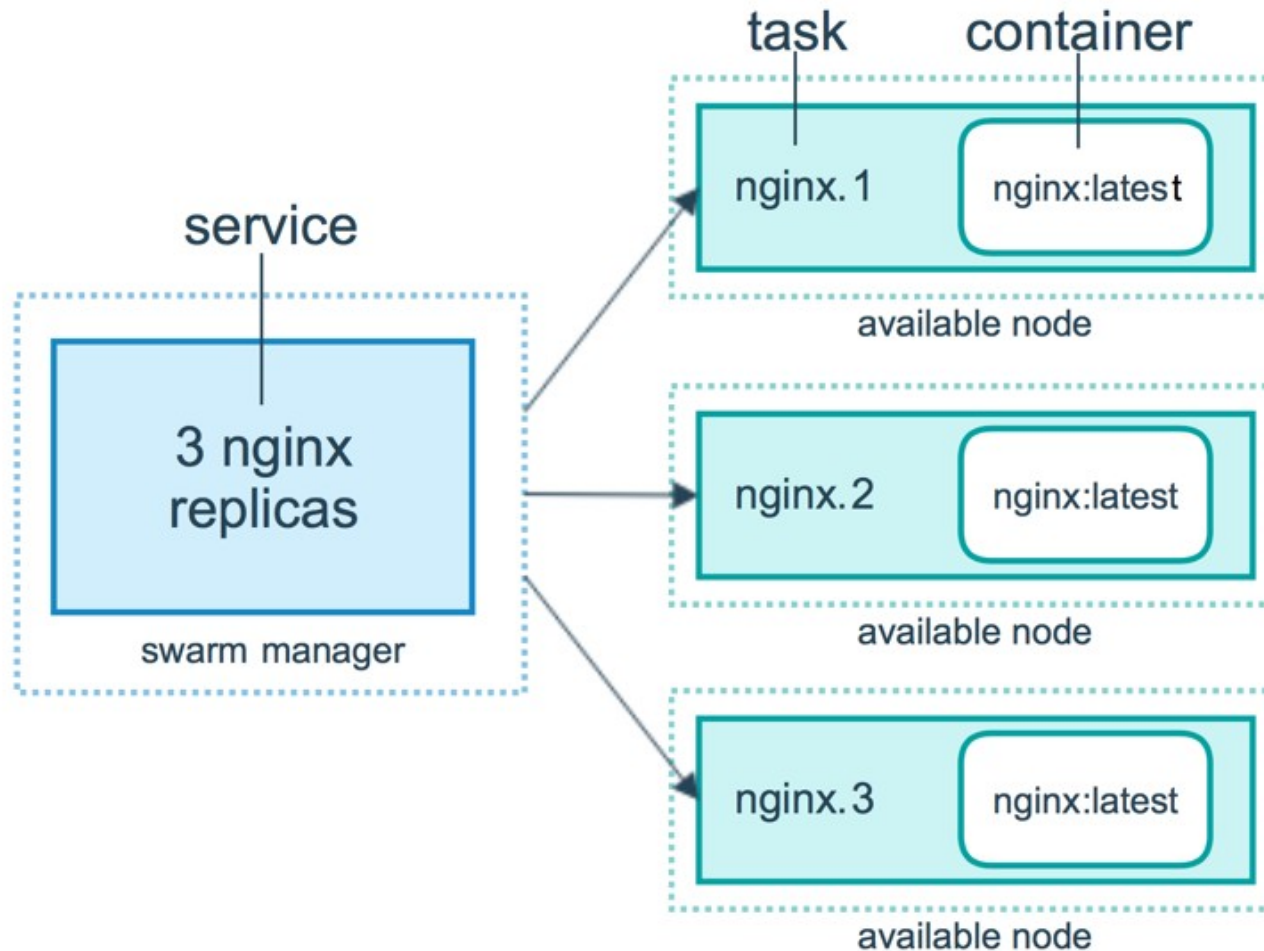 task
container
nginx.1
nginx:latest
available node
service
3 nginx
replicas
swarm manager
nginx.2
nginx:latest
available node
nginx.3
nginx:latest
available node